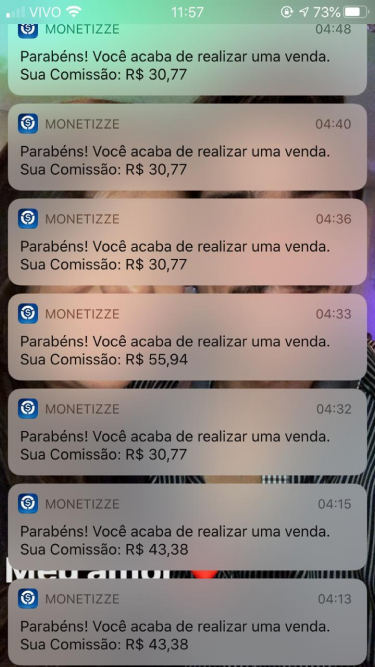 VIVO 11:57 73%
MONETIZZE 04:48
Parabéns! Você acaba de realizar uma venda.
Sua Comissão: R$ 30,77
MONETIZZE 04:40
Parabéns! Você acaba de realizar uma venda.
Sua Comissão: R$ 30,77
MONETIZZE 04:36
Parabéns! Você acaba de realizar uma venda.
Sua Comissão: R$ 30,77
MONETIZZE 04:33
Parabéns! Você acaba de realizar uma venda.
Sua Comissão: R$ 55,94
MONETIZZE 04:32
Parabéns! Você acaba de realizar uma venda.
Sua Comissão: R$ 30,77
MONETIZZE 04:15
Parabéns! Você acaba de realizar uma venda.
Sua Comissão: R$ 43,38
Meu amor
MONETIZZE 04:13
Parabéns! Você acaba de realizar uma venda.
Sua Comissão: R$ 43,38